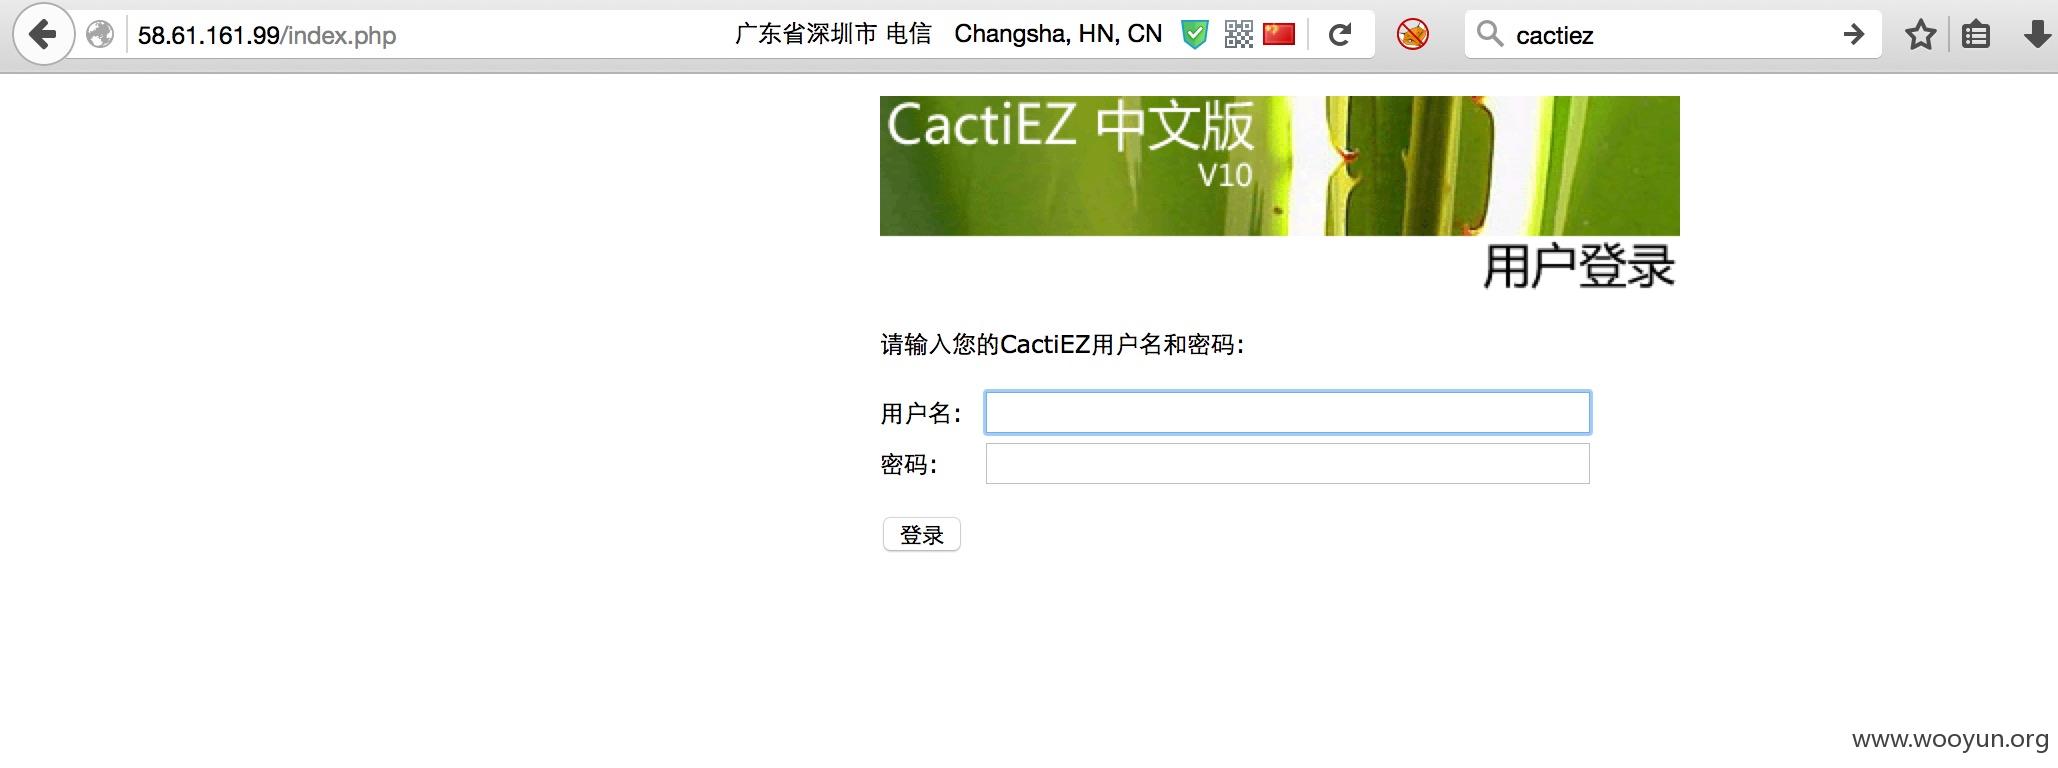 58.61.161.99/index.php 广东省深圳市 电信 Changsha, HN, CN cactiez
CactiEZ 中文版
V10
用户登录
请输入您的CactiEZ用户名和密码:
用户名:
密码:
登录
www.wooyun.org